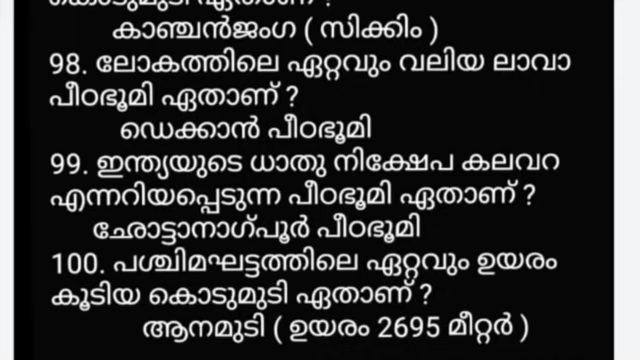 കൊടുമുടി ഏതാണ് ?
കാഞ്ചൻജംഗ ( സിക്കിം )
98. ലോകത്തിലെ ഏറ്റവും വലിയ ലാവാ
പീഠഭൂമി ഏതാണ് ?
ഡെക്കാൻ പീഠഭൂമി
99. ഇന്ത്യയുടെ ധാതു നിക്ഷേപ കലവറ
എന്നറിയപ്പെടുന്ന പീഠഭൂമി ഏതാണ് ?
ഛോട്ടാനാഗ്പൂർ പീഠഭൂമി
100. പശ്ചിമഘട്ടത്തിലെ ഏറ്റവും ഉയരം
കൂടിയ കൊടുമുടി ഏതാണ് ?
ആനമുടി ( ഉയരം 2695 മീറ്റർ )